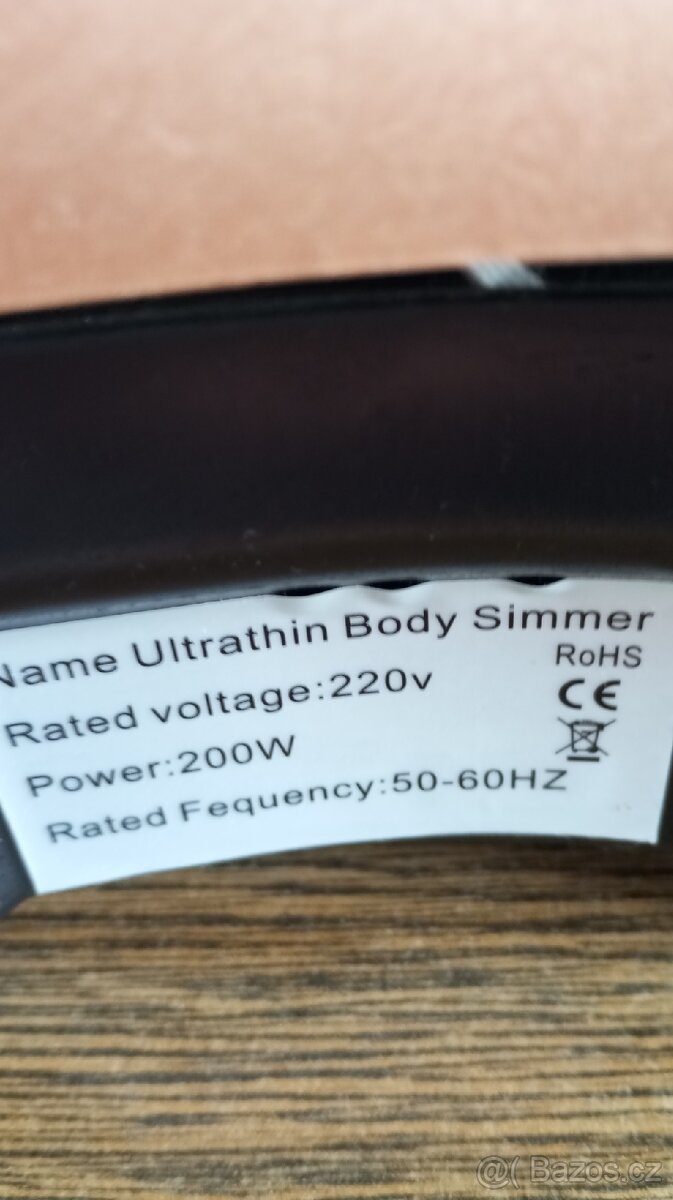 Name Ultrathin Body Simmer
RoHS
Rated voltage:220v
CE
Power:200W
Rated Fequency:50-60HZ
@( Bazos.cz